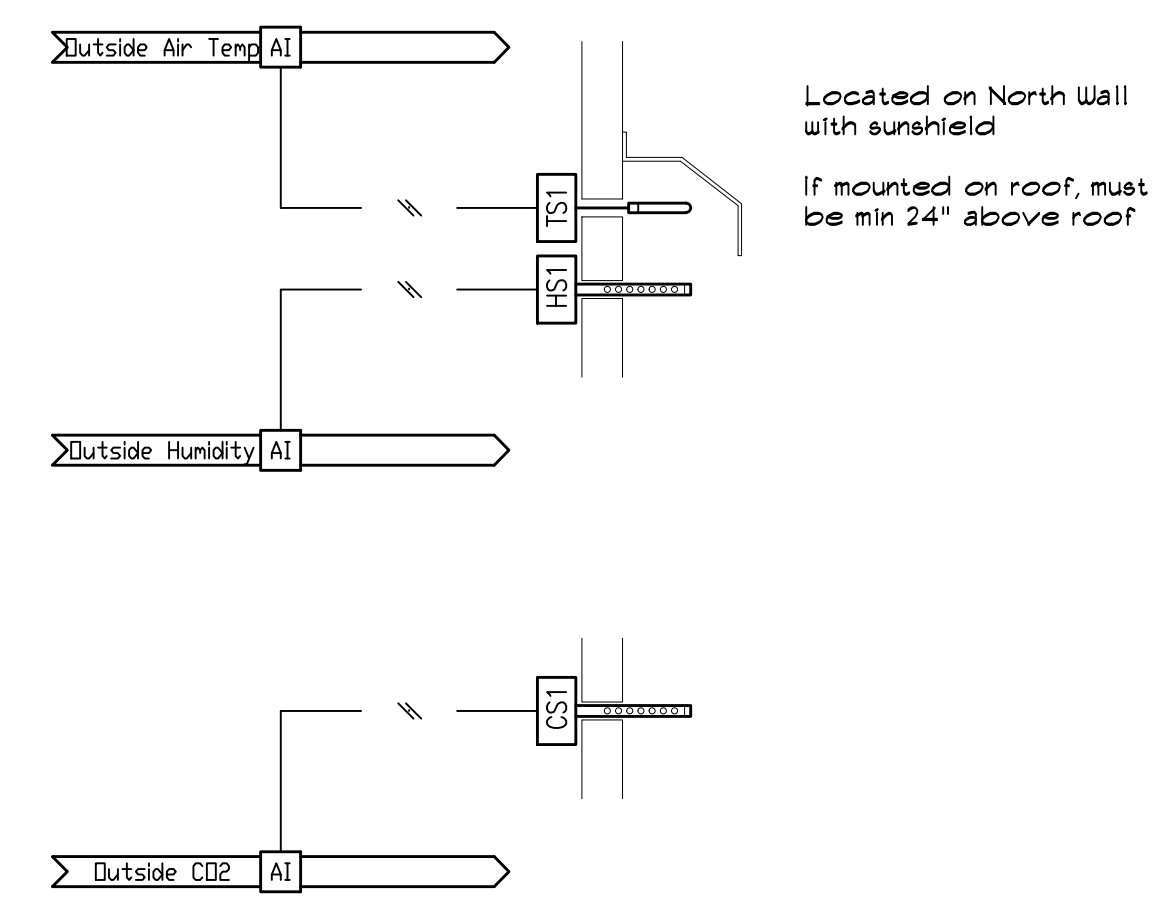 Outside Air Temp AI
Located on North Wall
with sunshield
If mounted on roof, must
be min 24" above roof
TS1
HS1
Outside Humidity AI
CS1
Outside CO2 AI